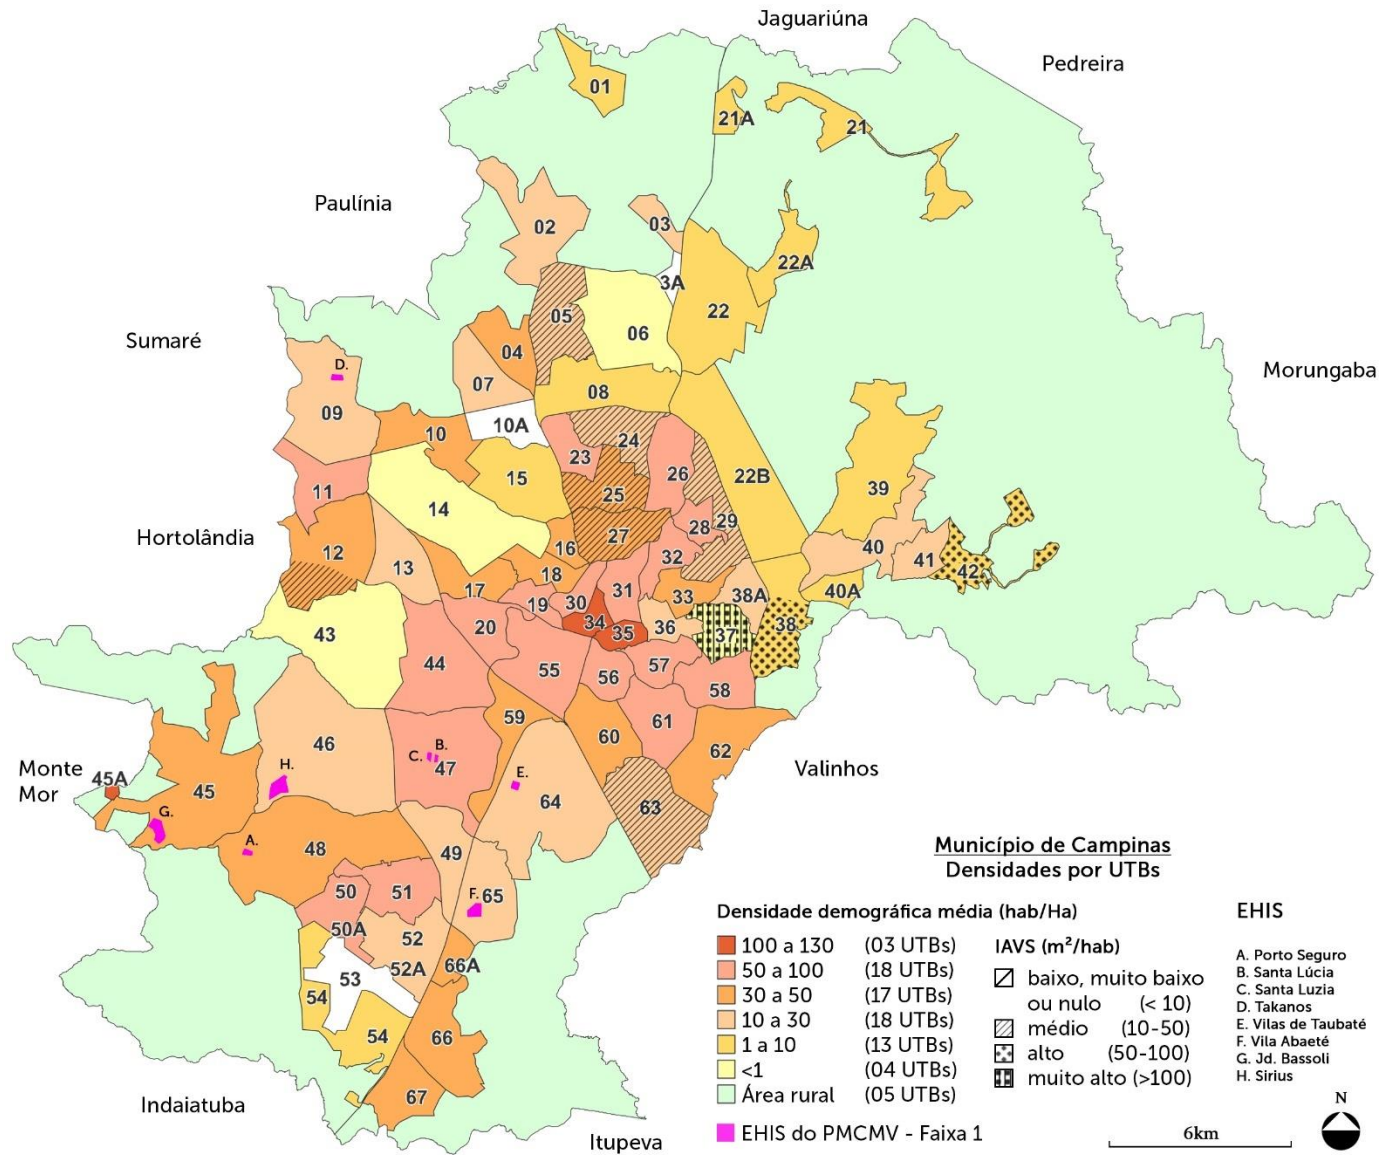 Jaguariúna
Pedreira
01
21A
21
Paulínia
02
03
22A
3A
22
05
06
Sumaré
04
Morungaba
D.
07
08
09
10A
10
24
23
15
26
22B
39
11
25
14
28
29
27
Hortolândia
12
16
32
40
41
13
18
42
17
31
33
38A
40A
19
30
34
35
36
37
38
20
43
44
55
56
57
58
59
60
61
62
46
C.
B.
47
Monte
Mor
45A
45
H.
E.
64
63
Valinhos
G.
A.
48
49
50
51
F.
65
50A
52
52A
66A
53
54
54
66
67
Indaiatuba
Itupeva
Município de Campinas
Densidades por UTBs
Densidade demográfica média (hab/Ha)
100 a 130 (03 UTBs)
50 a 100 (18 UTBs)
30 a 50 (17 UTBs)
10 a 30 (18 UTBs)
1 a 10 (13 UTBs)
<1 (04 UTBs)
Área rural (05 UTBs)
EHIS do PMCMV - Faixa 1
IAVS (m²/hab)
baixo, muito baixo
ou nulo (< 10)
médio (10-50)
alto (50-100)
muito alto (>100)
EHIS
A. Porto Seguro
B. Santa Lúcia
C. Santa Luzia
D. Takanos
E. Vilas de Taubaté
F. Vila Abaeté
G. Jd. Bassoli
H. Sirius
N
6km